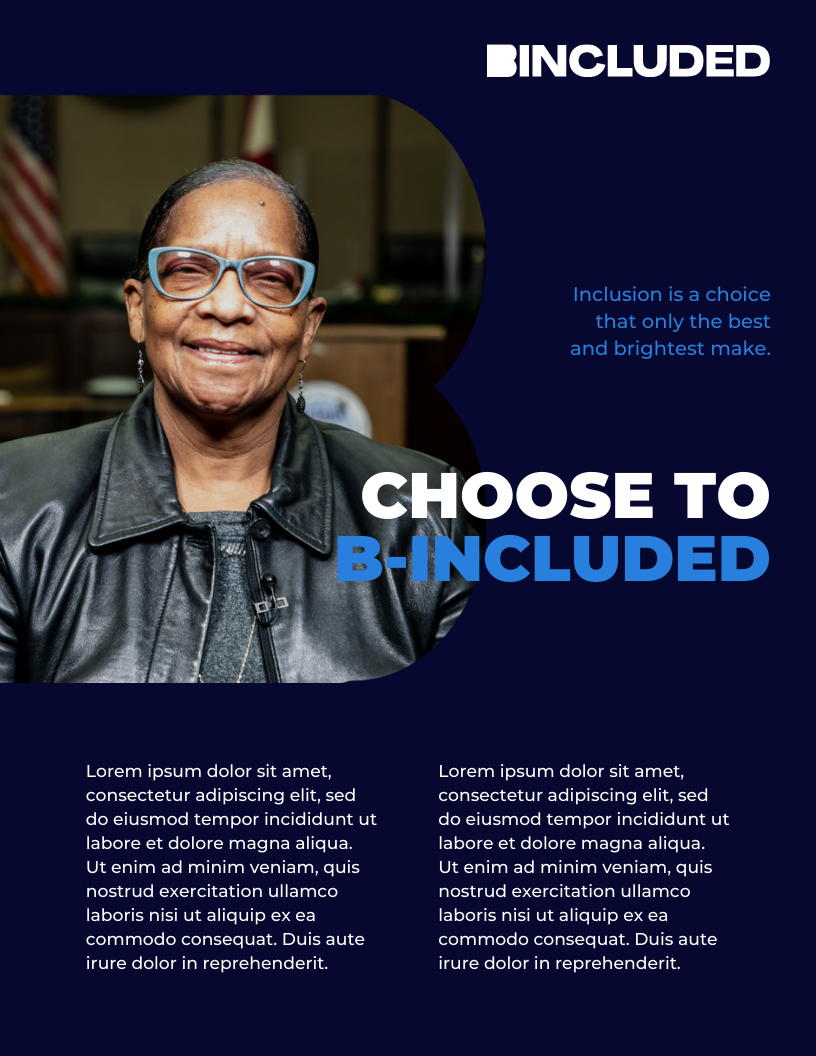 BINCLUDED
Inclusion is a choice
that only the best
and brightest make.
CHOOSE TO
B-INCLUDED
Lorem ipsum dolor sit amet,
consectetur adipiscing elit, sed
do eiusmod tempor incididunt ut
labore et dolore magna aliqua.
Ut enim ad minim veniam, quis
nostrud exercitation ullamco
laboris nisi ut aliquip ex ea
commodo consequat. Duis aute
irure dolor in reprehenderit.
Lorem ipsum dolor sit amet,
consectetur adipiscing elit, sed
do eiusmod tempor incididunt ut
labore et dolore magna aliqua.
Ut enim ad minim veniam, quis
nostrud exercitation ullamco
laboris nisi ut aliquip ex ea
commodo consequat. Duis aute
irure dolor in reprehenderit.